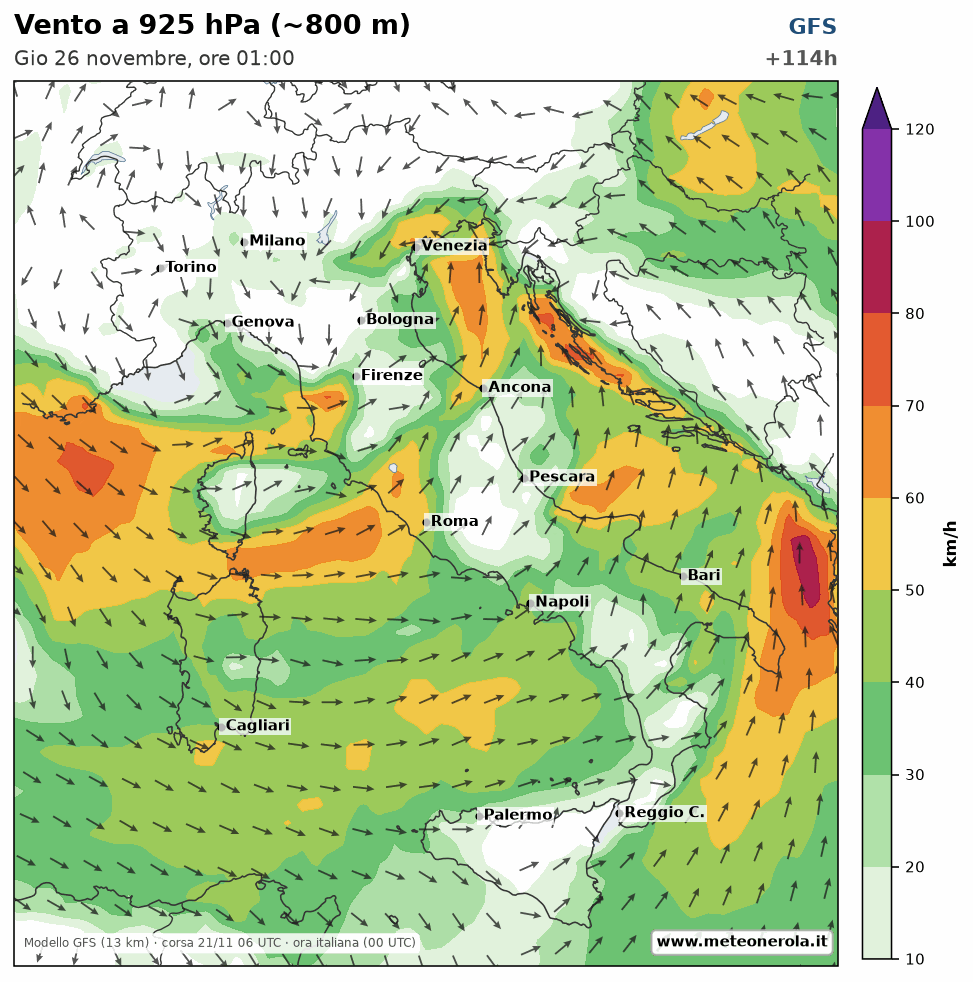 Vento a 925 hPa (~800 m)
GFS
Gio 26 novembre, ore 01:00
+114h
Venezia
Milano
Torino
Genova
Bologna
Firenze
Ancona
Pescara
Roma
Bari
Napoli
Cagliari
Palermo
Reggio C.
120
100
80
70
60
50
40
30
20
10
km/h
Modello GFS (13 km) · corsa 21/11 06 UTC · ora italiana (00 UTC)
www.meteonerola.it